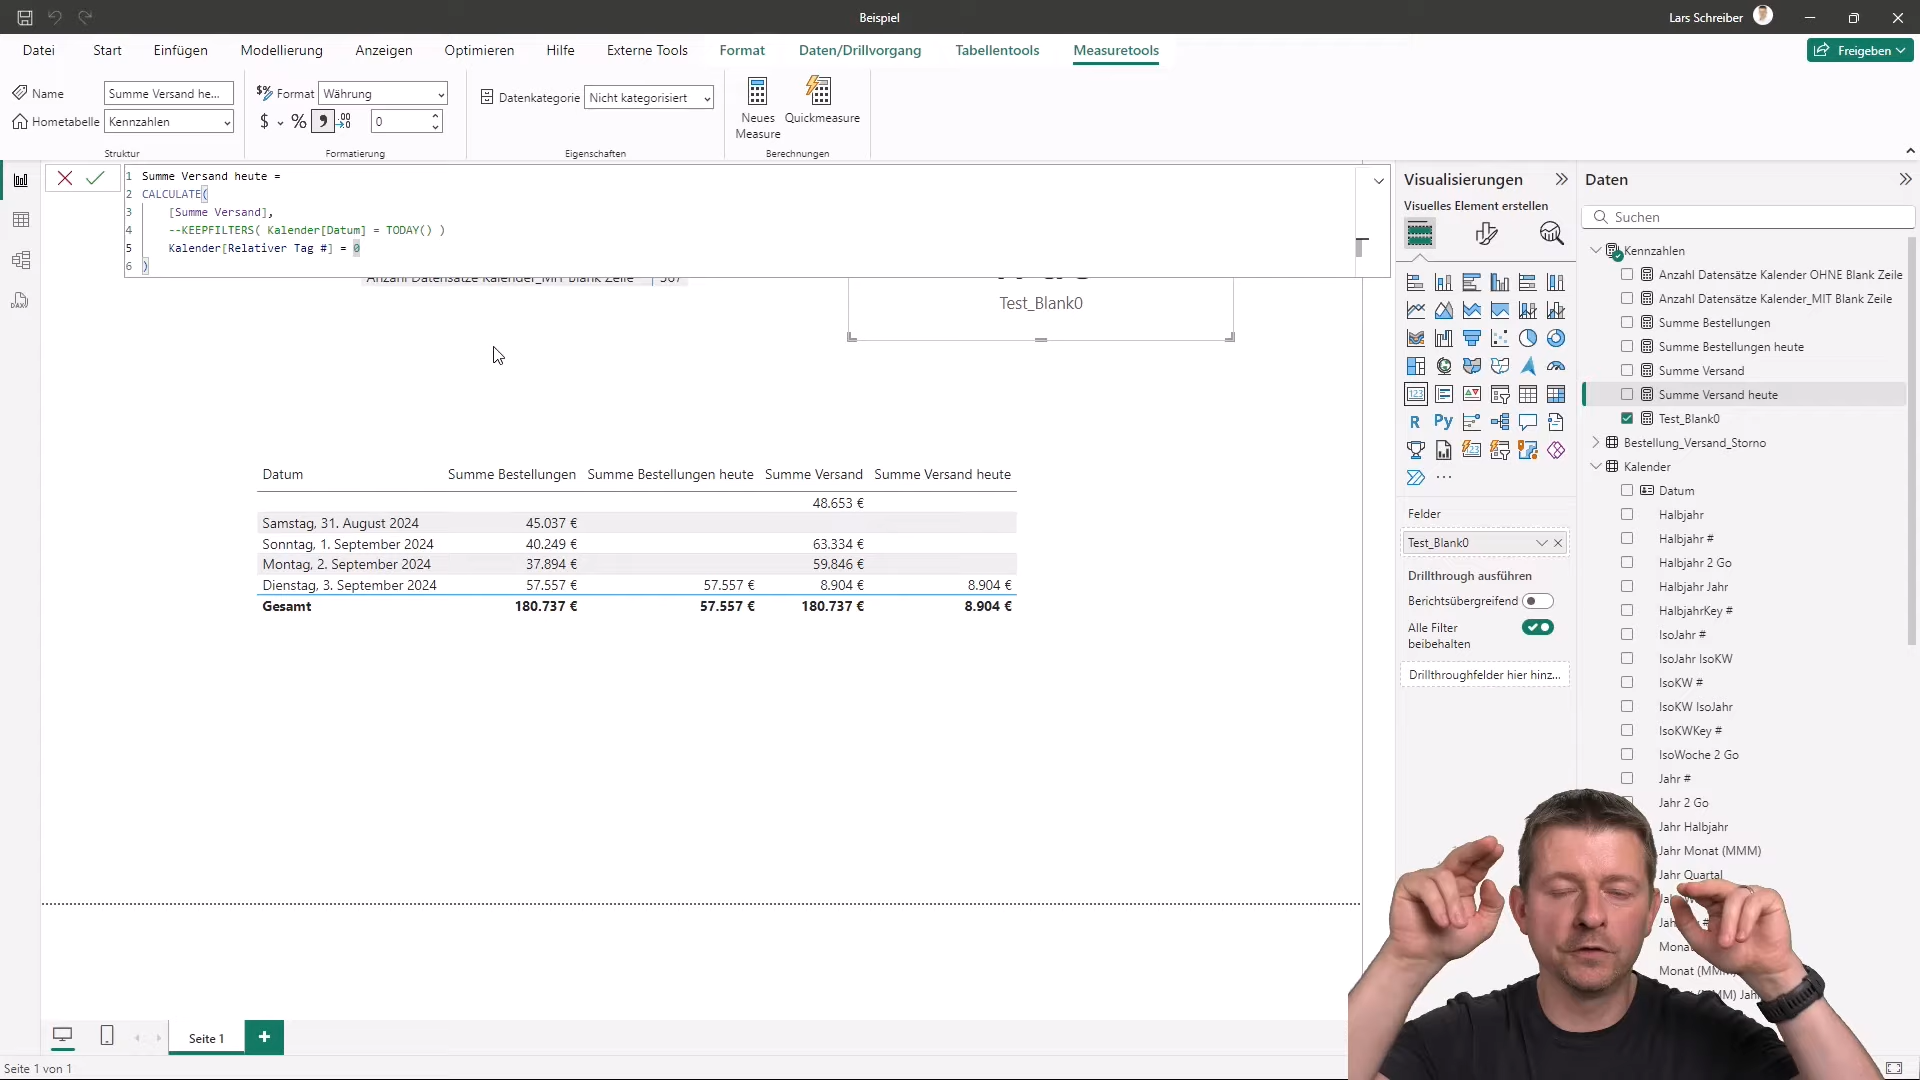 Beispiel
Lars Schreiber
Datei Start Einfügen Modellierung Anzeigen Optimieren Hilfe Externe Tools Format Daten/Drillvorgang Tabellentools Measuretools
Freigeben
Name Summe Versand he...
Hometabelle Kennzahlen
Struktur
Format Währung
$ % 0
Formatierung
Datenkategorie Nicht kategorisiert
Eigenschaften
Neues Measure
Quickmeasure
Berechnungen
1 Summe Versand heute =
2 CALCULATE(
3 [Summe Versand],
4 --KEEPFILTERS( Kalender[Datum] = TODAY() )
5 Kalender[Relativer Tag #] = 0
6 )
Anzahl Datensätze Kalender_MIT Blank Zeile 367
Test_Blank0
Datum Summe Bestellungen Summe Bestellungen heute Summe Versand Summe Versand heute
48.653 €
Samstag, 31. August 2024 45.037 €
Sonntag, 1. September 2024 40.249 € 63.334 €
Montag, 2. September 2024 37.894 € 59.846 €
Dienstag, 3. September 2024 57.557 € 57.557 € 8.904 € 8.904 €
Gesamt 180.737 € 57.557 € 180.737 € 8.904 €
Seite 1
Seite 1 von 1
Visualisierungen
Visuelles Element erstellen
R Py
Felder
Test_Blank0
Drillthrough ausführen
Berichtsübergreifend
Alle Filter
beibehalten
Drillthroughfelder hier hinz...
Daten
Suchen
Kennzahlen
Anzahl Datensätze Kalender OHNE Blank Zeile
Anzahl Datensätze Kalender_MIT Blank Zeile
Summe Bestellungen
Summe Bestellungen heute
Summe Versand
Summe Versand heute
Test_Blank0
Bestellung_Versand_Storno
Kalender
Datum
Halbjahr
Halbjahr #
Halbjahr 2 Go
Halbjahr Jahr
HalbjahrKey #
IsoJahr #
IsoJahr IsoKW
IsoKW #
IsoKW IsoJahr
IsoKWKey #
IsoWoche 2 Go
Jahr #
Jahr 2 Go
Jahr Halbjahr
Jahr Monat (MMM)
Jahr Quartal